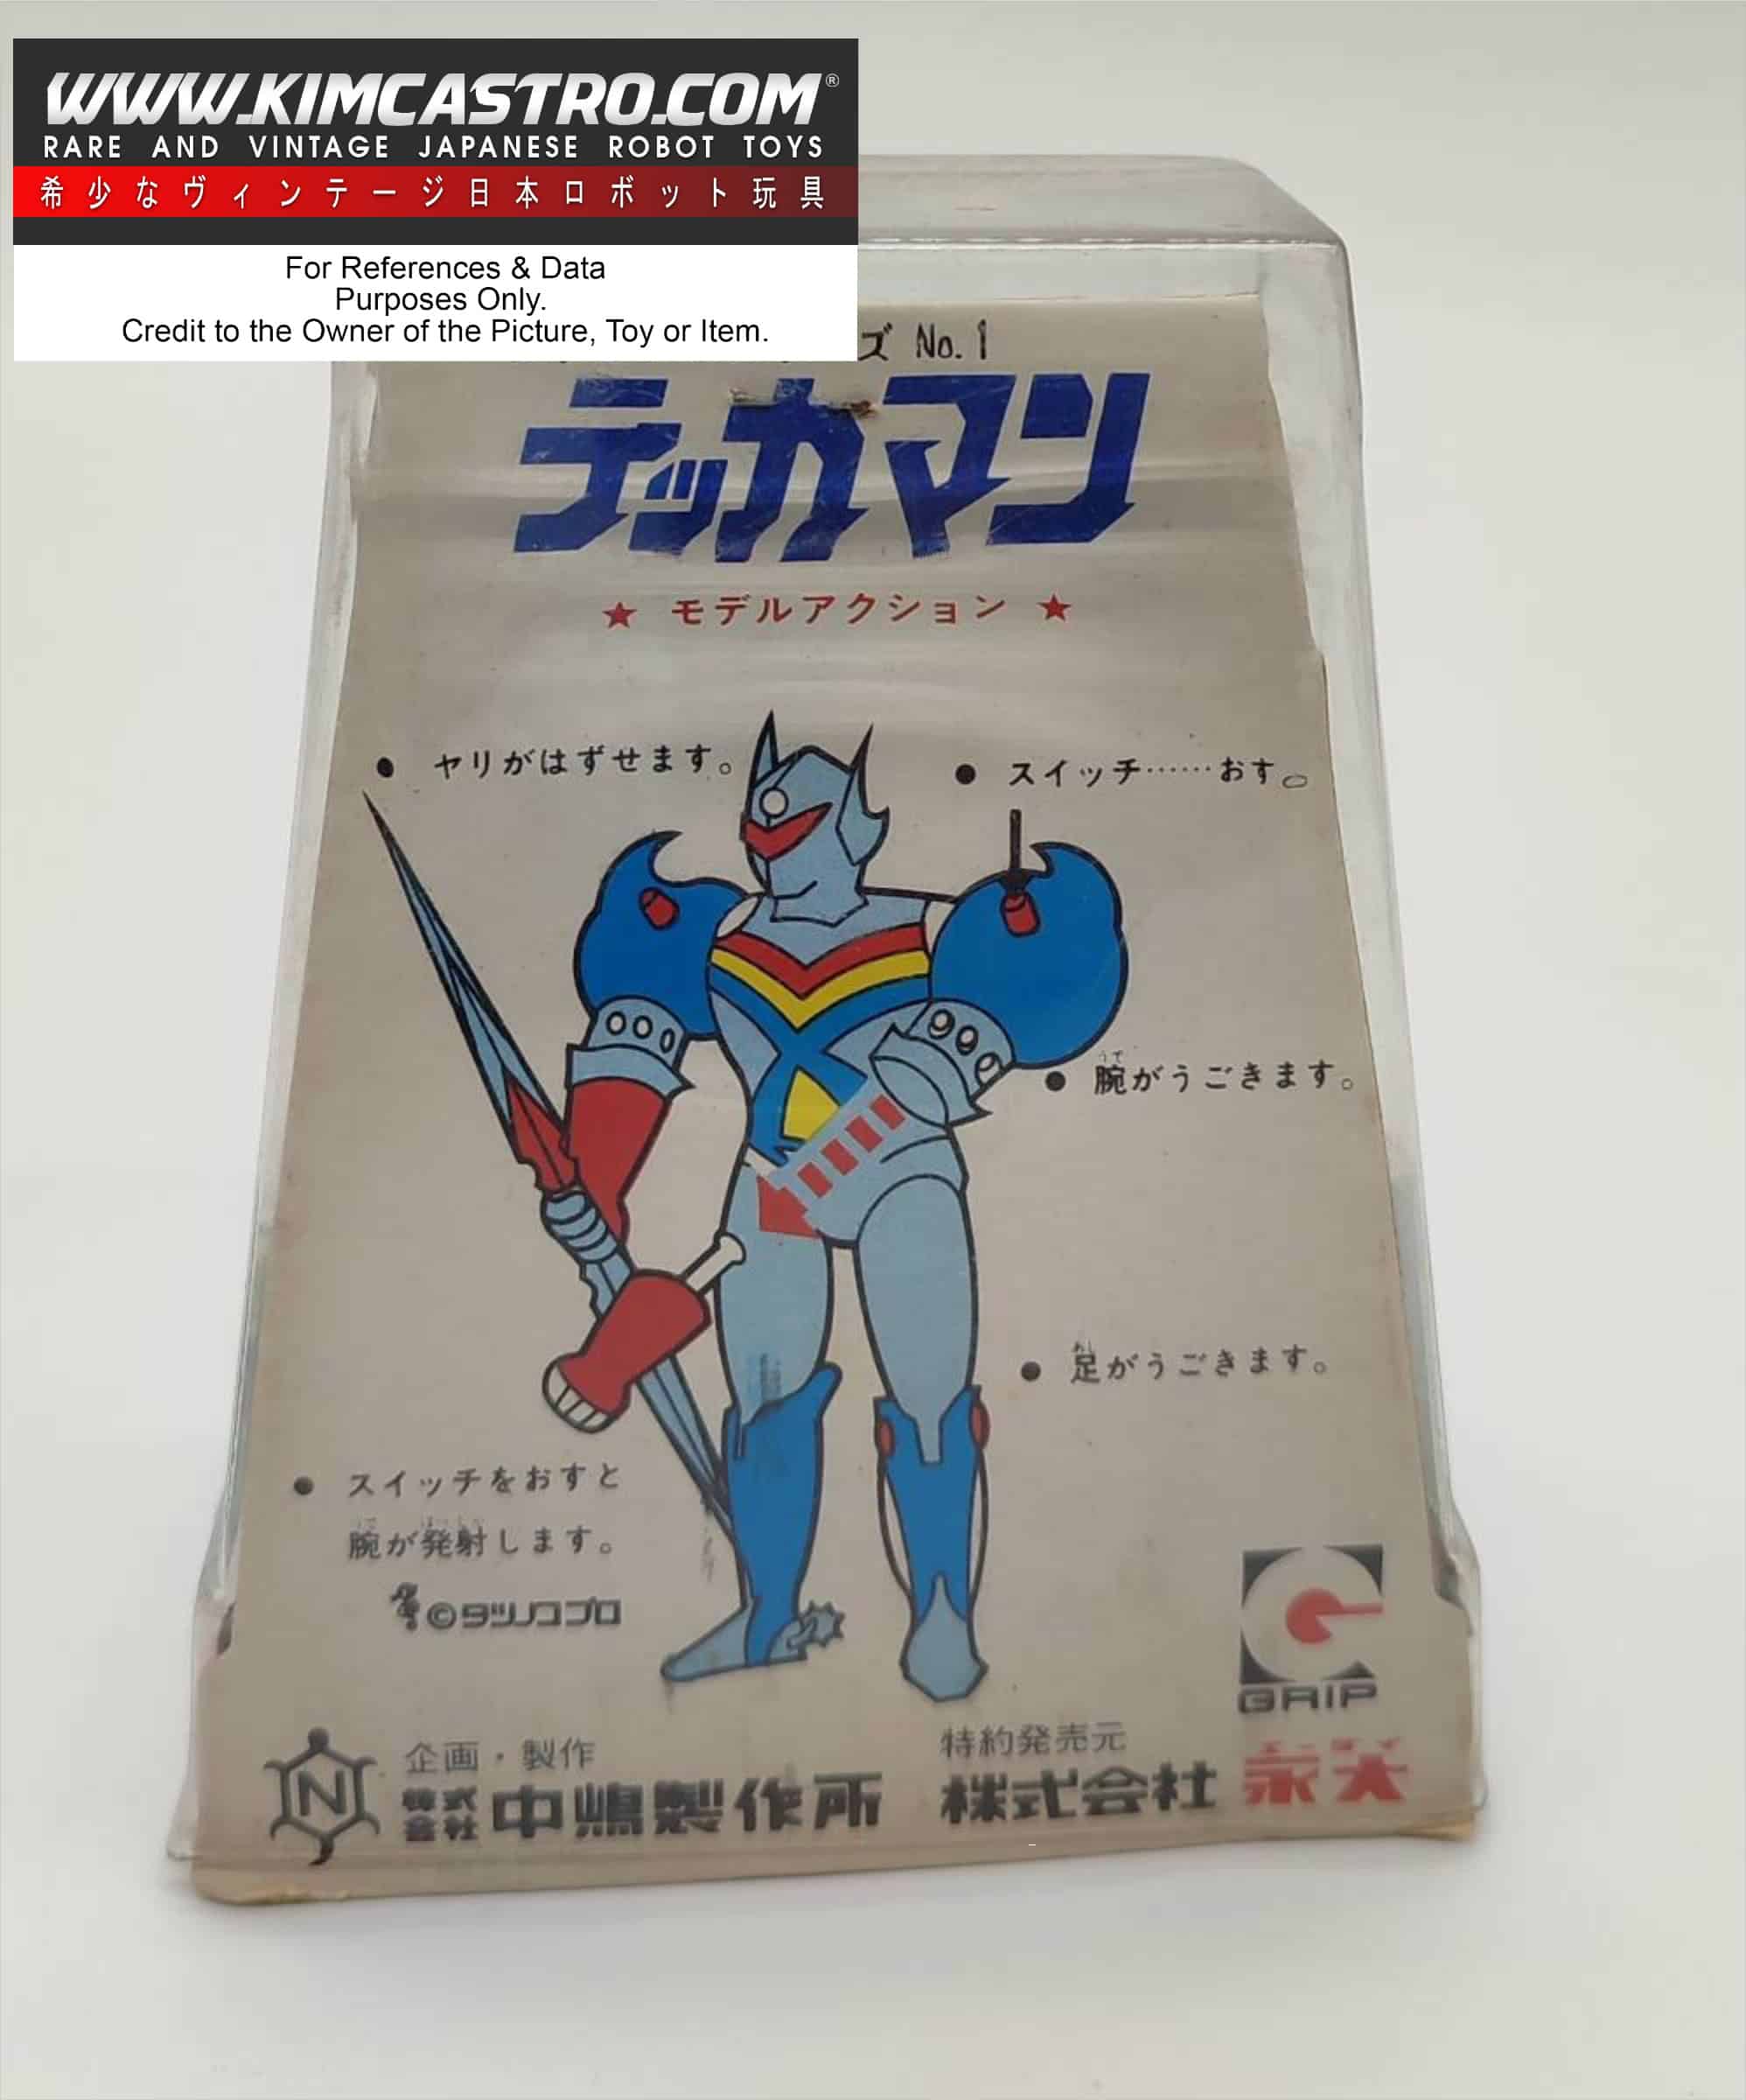 WWW.KIMCASTRO.COM®
RARE AND VINTAGE JAPANESE ROBOT TOYS
希少なヴィンテージ日本ロボット玩具
For References & Data
Purposes Only.
Credit to the Owner of the Picture, Toy or Item.
ズ No.1
テッカマン
★ モデルアクション ★
● ヤリがはずせます。
● スイッチ……おす。
● 腕がうごきます。
● 足がうごきます。
● スイッチをおすと
腕が発射します。
©タツノコプロ
GRIP
企画・製作
株式会社 中嶋製作所
N
特約発売元
株式会社